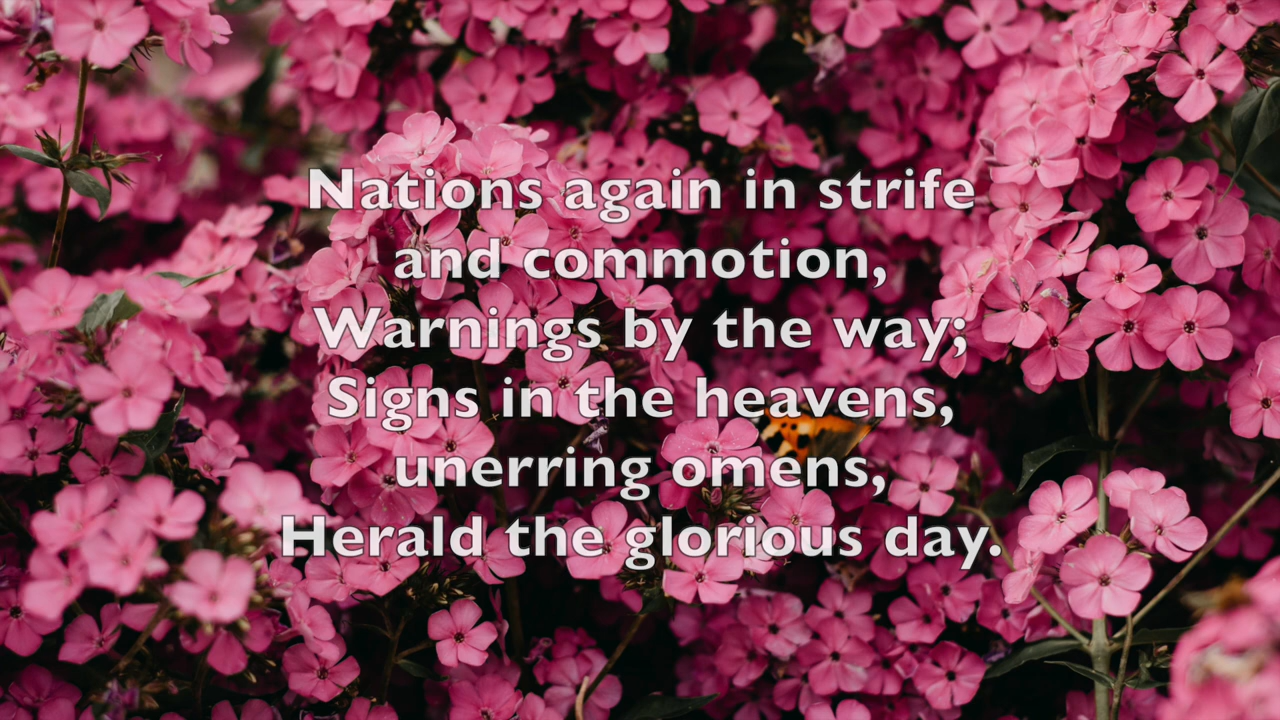 Nations again in strife
and commotion,
Warnings by the way;
Signs in the heavens,
unerring omens,
Herald the glorious day.